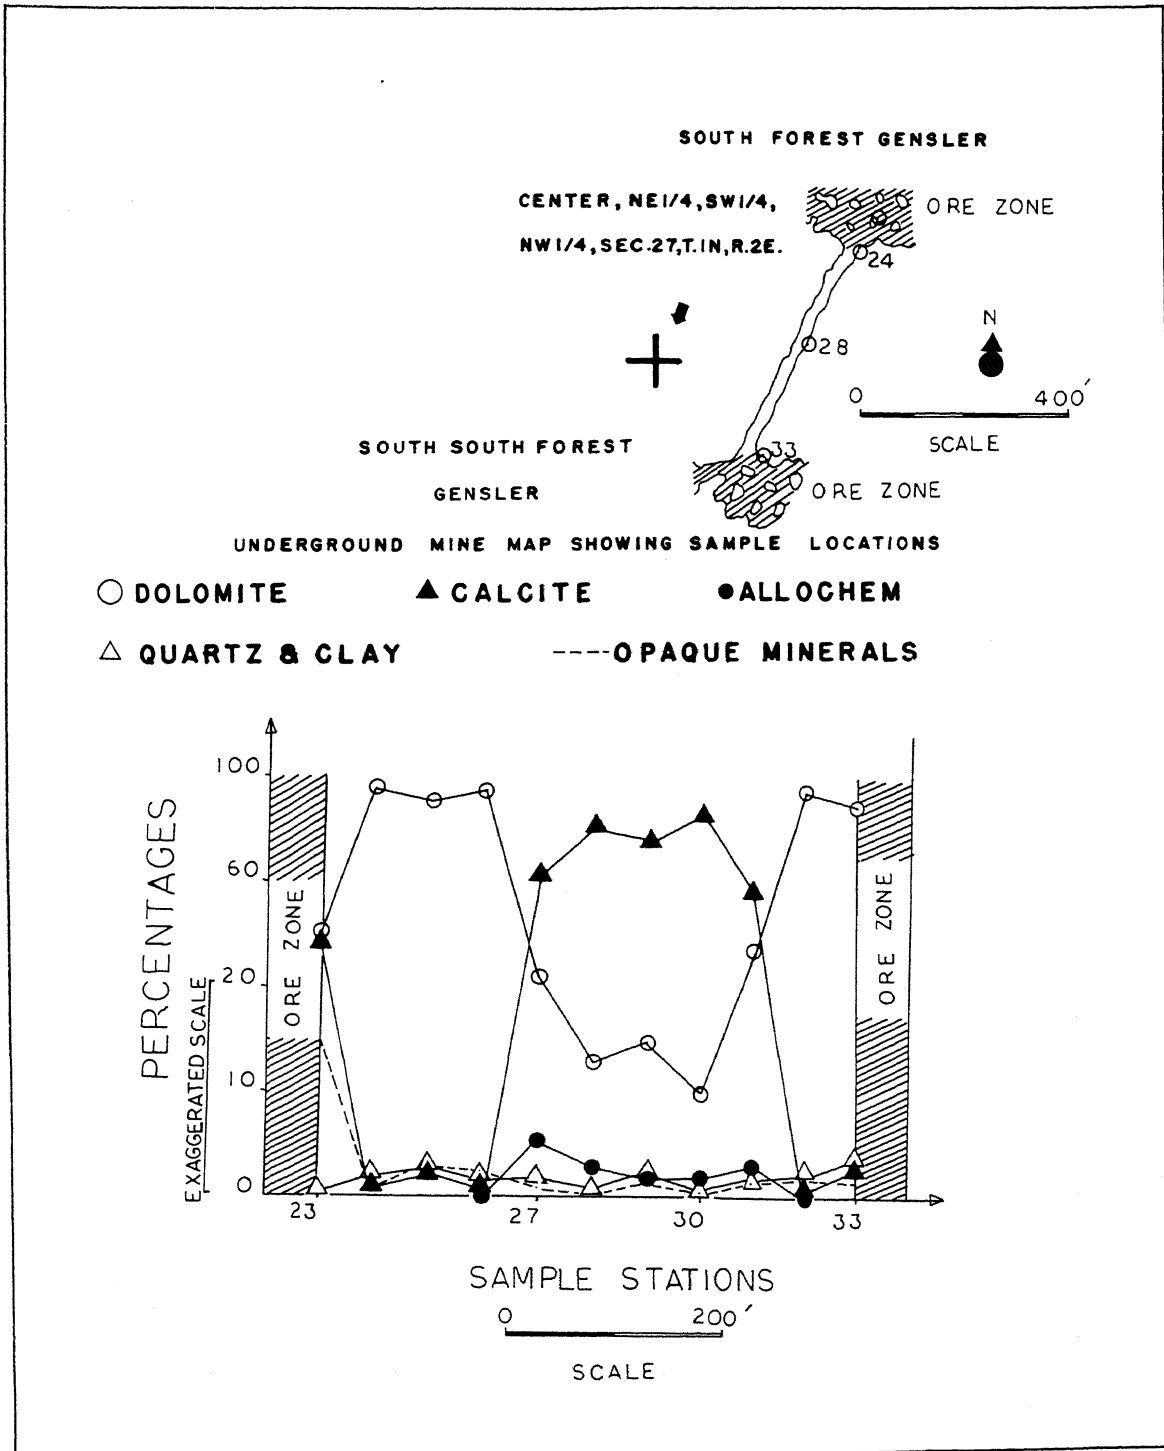 SOUTH FOREST GENSLER
CENTER, NE1/4, SW1/4,
NW1/4, SEC.27, T.1N, R.2E.
ORE ZONE
24
28
N
0 400'
SCALE
33
SOUTH SOUTH FOREST
GENSLER
ORE ZONE
UNDERGROUND MINE MAP SHOWING SAMPLE LOCATIONS
DOLOMITE CALCITE ALLOCHEM
QUARTZ & CLAY ----OPAQUE MINERALS
PERCENTAGES
EXAGGERATED SCALE
100
60
20
10
0
ORE ZONE
ORE ZONE
23 27 30 33
SAMPLE STATIONS
0 200'
SCALE